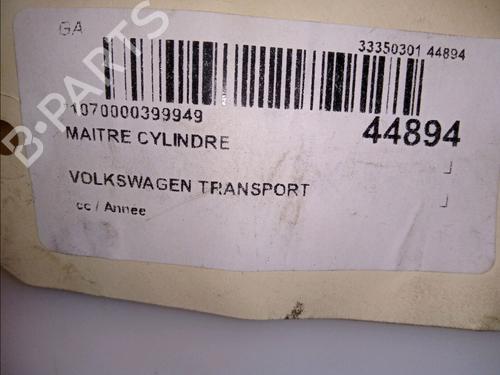 GA
33350301 44894
1070000399949
44894
MAITRE CYLINDRE
VOLKSWAGEN TRANSPORT
cc / Annee
B-PARTS